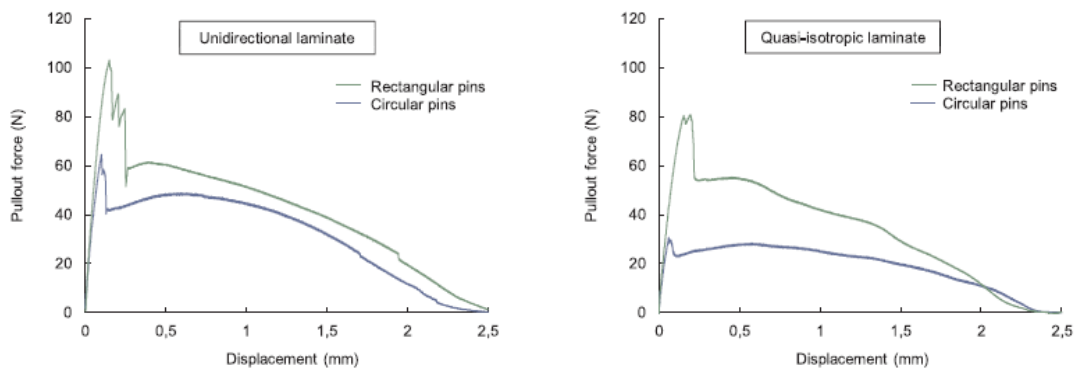 Unidirectional laminate
Rectangular pins
Circular pins
Pullout force (N)
120
100
80
60
40
20
0
0 0,5 1 1,5 2 2,5
Displacement (mm)
Quasi-isotropic laminate
Rectangular pins
Circular pins
Pullout force (N)
120
100
80
60
40
20
0
0 0,5 1 1,5 2 2,5
Displacement (mm)